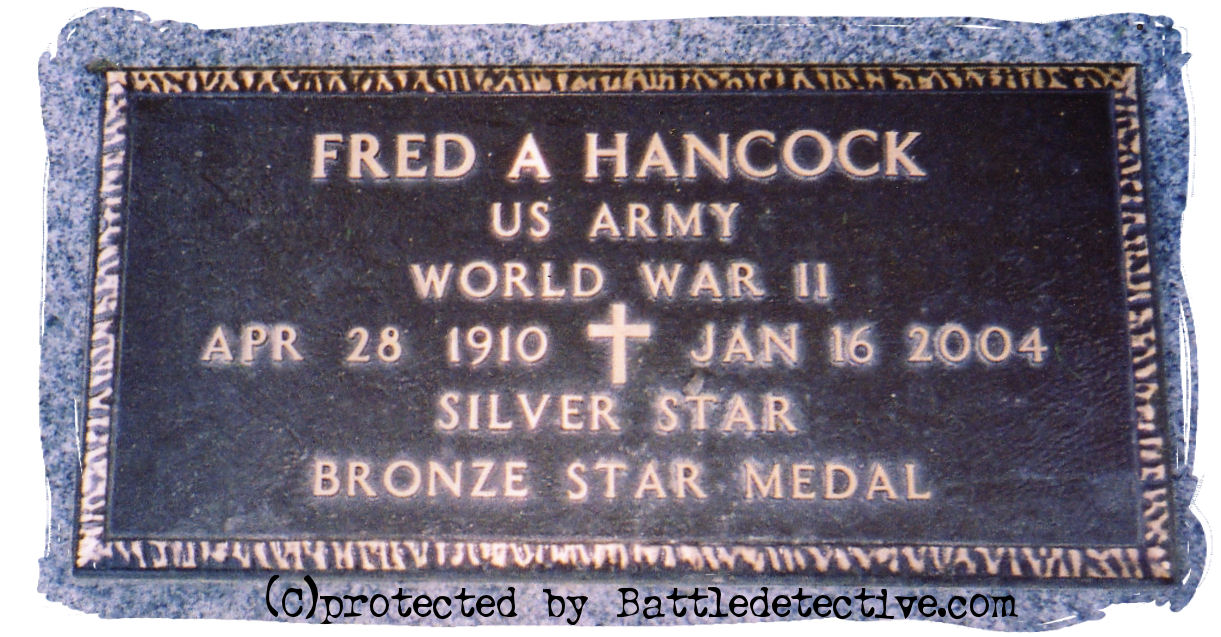 FRED A HANCOCK
US ARMY
WORLD WAR II
APR 28 1910 JAN 16 2004
SILVER STAR
BRONZE STAR MEDAL
(C)protected by Battledetective.com